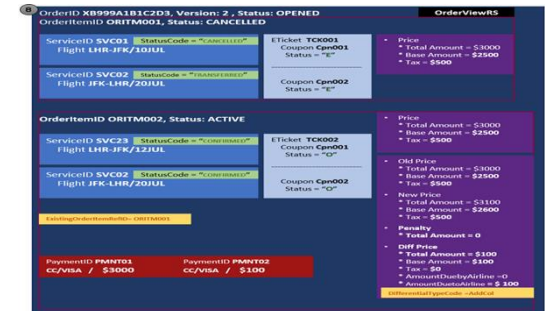 8
OrderID XB999A1B1C2D3, Version: 2 , Status: OPENED
OrderViewRS
OrderItemID ORITM001, Status: CANCELLED
ServiceID SVC01 StatusCode = "CANCELLED"
Flight LHR-JFK/10JUL
ServiceID SVC02 StatusCode = "TRANSFERRED"
Flight JFK-LHR/20JUL
ETicket TCK001
Coupon Cpn001
Status = "E"
Coupon Cpn002
Status = "E"
• Price
* Total Amount = $3000
* Base Amount = $2500
* Tax = $500
OrderItemID ORITM002, Status: ACTIVE
ServiceID SVC23 StatusCode = "CONFIRMED"
Flight LHR-JFK/12JUL
ServiceID SVC02 StatusCode = "CONFIRMED"
Flight JFK-LHR/20JUL
ETicket TCK002
Coupon Cpn001
Status = "O"
Coupon Cpn002
Status = "O"
• Price
* Total Amount = $3000
* Base Amount = $2500
* Tax = $500
• Old Price
* Total Amount = $3000
* Base Amount = $2500
* Tax = $500
• New Price
* Total Amount = $3100
* Base Amount = $2600
* Tax = $500
• Penalty
* Total Amount = 0
• Diff Price
* Total Amount = $100
* Base Amount = $100
* Tax = $0
* AmountDuebyAirline =0
* AmountDuetoAirline = $ 100
DifferentialTypeCode =AddCol
ExistingOrderItemRefID= ORITM001
PaymentID PMNT01
CC/VISA / $3000
PaymentID PMNT02
CC/VISA / $100